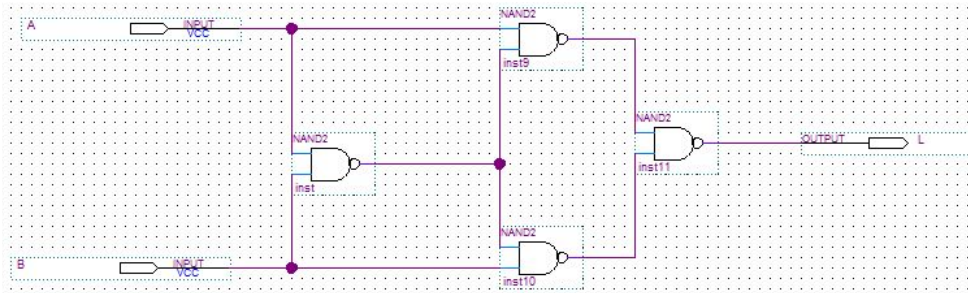 A
INPUT
VCC
NAND2
inst9
NAND2
inst
NAND2
inst11
OUTPUT
L
B
INPUT
VCC
NAND2
inst10